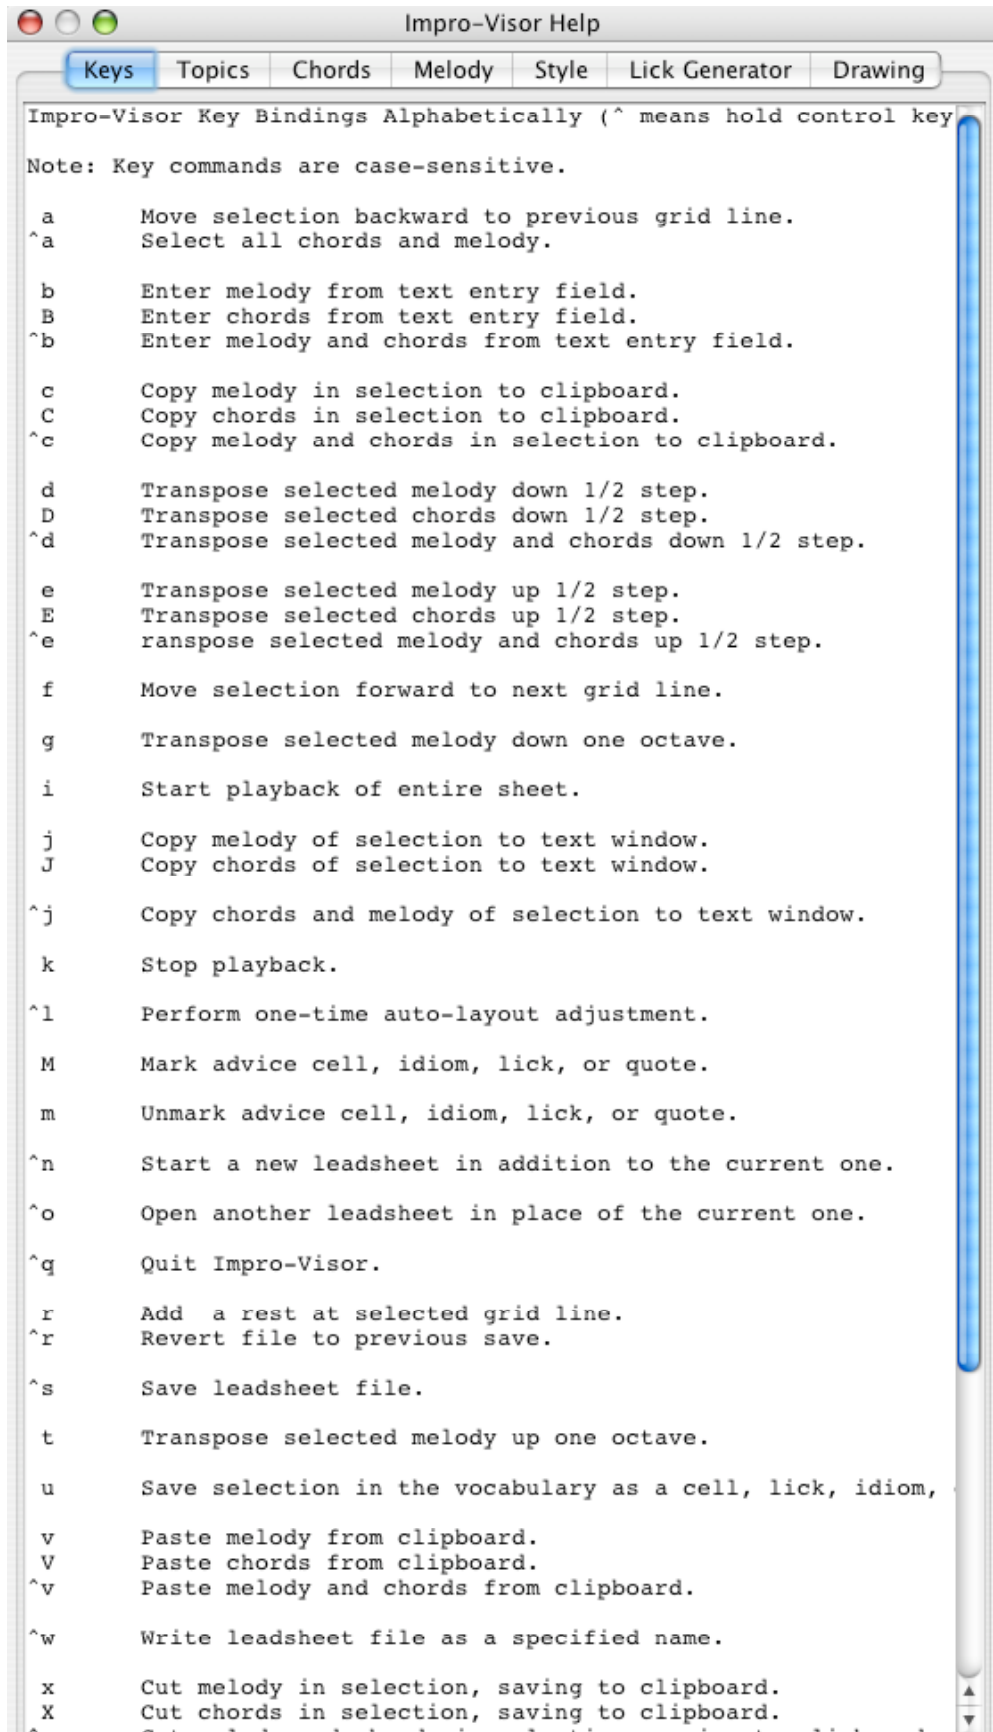 Impro-Visor Help
Keys Topics Chords Melody Style Lick Generator Drawing
Impro-Visor Key Bindings Alphabetically (^ means hold control key
Note: Key commands are case-sensitive.
a Move selection backward to previous grid line.
^a Select all chords and melody.
b Enter melody from text entry field.
B Enter chords from text entry field.
^b Enter melody and chords from text entry field.
c Copy melody in selection to clipboard.
C Copy chords in selection to clipboard.
^c Copy melody and chords in selection to clipboard.
d Transpose selected melody down 1/2 step.
D Transpose selected chords down 1/2 step.
^d Transpose selected melody and chords down 1/2 step.
e Transpose selected melody up 1/2 step.
E Transpose selected chords up 1/2 step.
^e ranspose selected melody and chords up 1/2 step.
f Move selection forward to next grid line.
g Transpose selected melody down one octave.
i Start playback of entire sheet.
j Copy melody of selection to text window.
J Copy chords of selection to text window.
^j Copy chords and melody of selection to text window.
k Stop playback.
^l Perform one-time auto-layout adjustment.
M Mark advice cell, idiom, lick, or quote.
m Unmark advice cell, idiom, lick, or quote.
^n Start a new leadsheet in addition to the current one.
^o Open another leadsheet in place of the current one.
^q Quit Impro-Visor.
r Add  a rest at selected grid line.
^r Revert file to previous save.
^s Save leadsheet file.
t Transpose selected melody up one octave.
u Save selection in the vocabulary as a cell, lick, idiom,
v Paste melody from clipboard.
V Paste chords from clipboard.
^v Paste melody and chords from clipboard.
^w Write leadsheet file as a specified name.
x Cut melody in selection, saving to clipboard.
X Cut chords in selection, saving to clipboard.